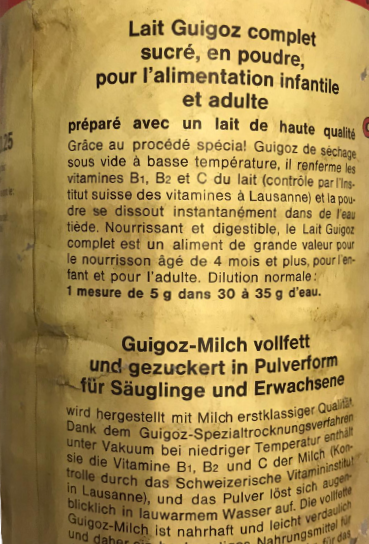 Lait Guigoz complet
sucré, en poudre,
pour l'alimentation infantile
et adulte
préparé avec un lait de haute qualité
Grâce au procédé spécial Guigoz de séchage
sous vide à basse température, il renferme les
vitamines B1, B2 et C du lait (contrôle par l'Ins-
titut suisse des vitamines à Lausanne) et la pou-
dre se dissout instantanément dans de l'eau
tiède. Nourrissant et digestible, le Lait Guigoz
complet est un aliment de grande valeur pour
le nourrisson âgé de 4 mois et plus, pour l'en-
fant et pour l'adulte. Dilution normale:
1 mesure de 5 g dans 30 à 35 g d'eau.
Guigoz-Milch vollfett
und gezuckert in Pulverform
für Säuglinge und Erwachsene
wird hergestellt mit Milch erstklassiger Qualität.
Dank dem Guigoz-Spezialtrocknungsverfahren
unter Vakuum bei niedriger Temperatur enthält
sie die Vitamine B1, B2 und C der Milch (Kon-
trolle durch das Schweizerische Vitamininstitut
in Lausanne), und das Pulver löst sich augen-
blicklich in lauwarmem Wasser auf. Die vollfette
Guigoz-Milch ist nahrhaft und leicht verdaulich
und daher ein Nahrungsmittel für
für das
25